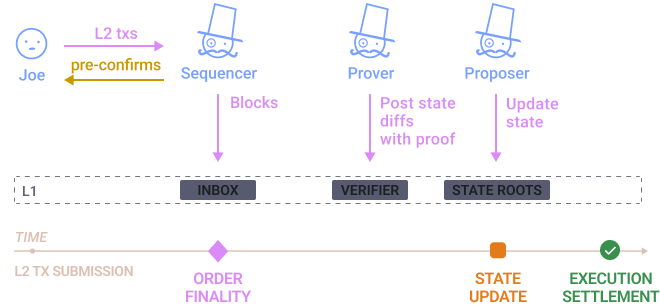 L2 txs
pre-confirms
Joe
Sequencer
Prover
Proposer
Blocks
Post state
diffs
with proof
Update
state
L1
INBOX
VERIFIER
STATE ROOTS
TIME
L2 TX SUBMISSION
ORDER
FINALITY
STATE
UPDATE
EXECUTION
SETTLEMENT